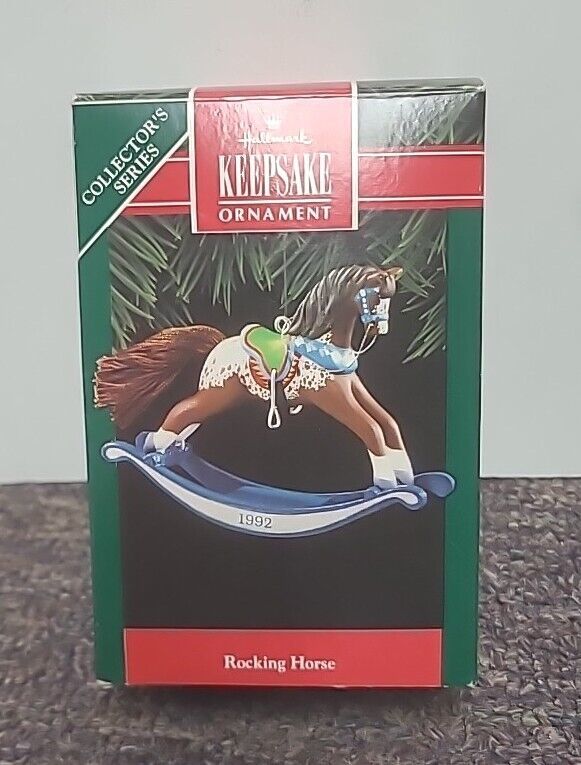 COLLECTOR'S
SERIES
Hallmark
KEEPSAKE
ORNAMENT
1992
Rocking Horse